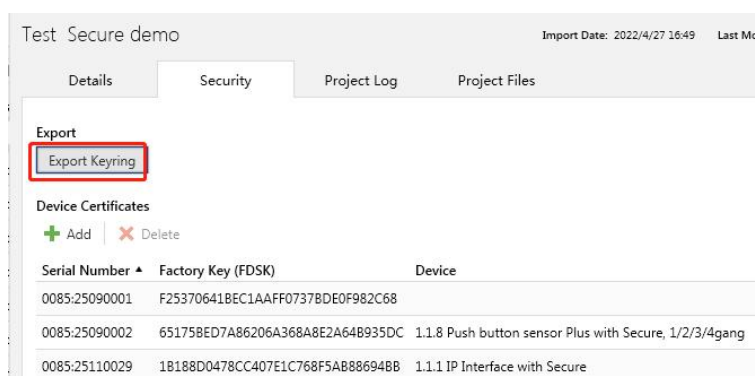 Test Secure demo Import Date: 2022/4/27 16:49 Last Mo
Details Security Project Log Project Files
Export
Export Keyring
Device Certificates
Add Delete
Serial Number Factory Key (FDSK) Device
0085:25090001 F25370641BEC1AAFF0737BDE0F982C68
0085:25090002 65175BED7A86206A368A8E2A64B935DC 1.1.8 Push button sensor Plus with Secure, 1/2/3/4gang
0085:25110029 1B188D0478CC407E1C768F5AB88694BB 1.1.1 IP Interface with Secure